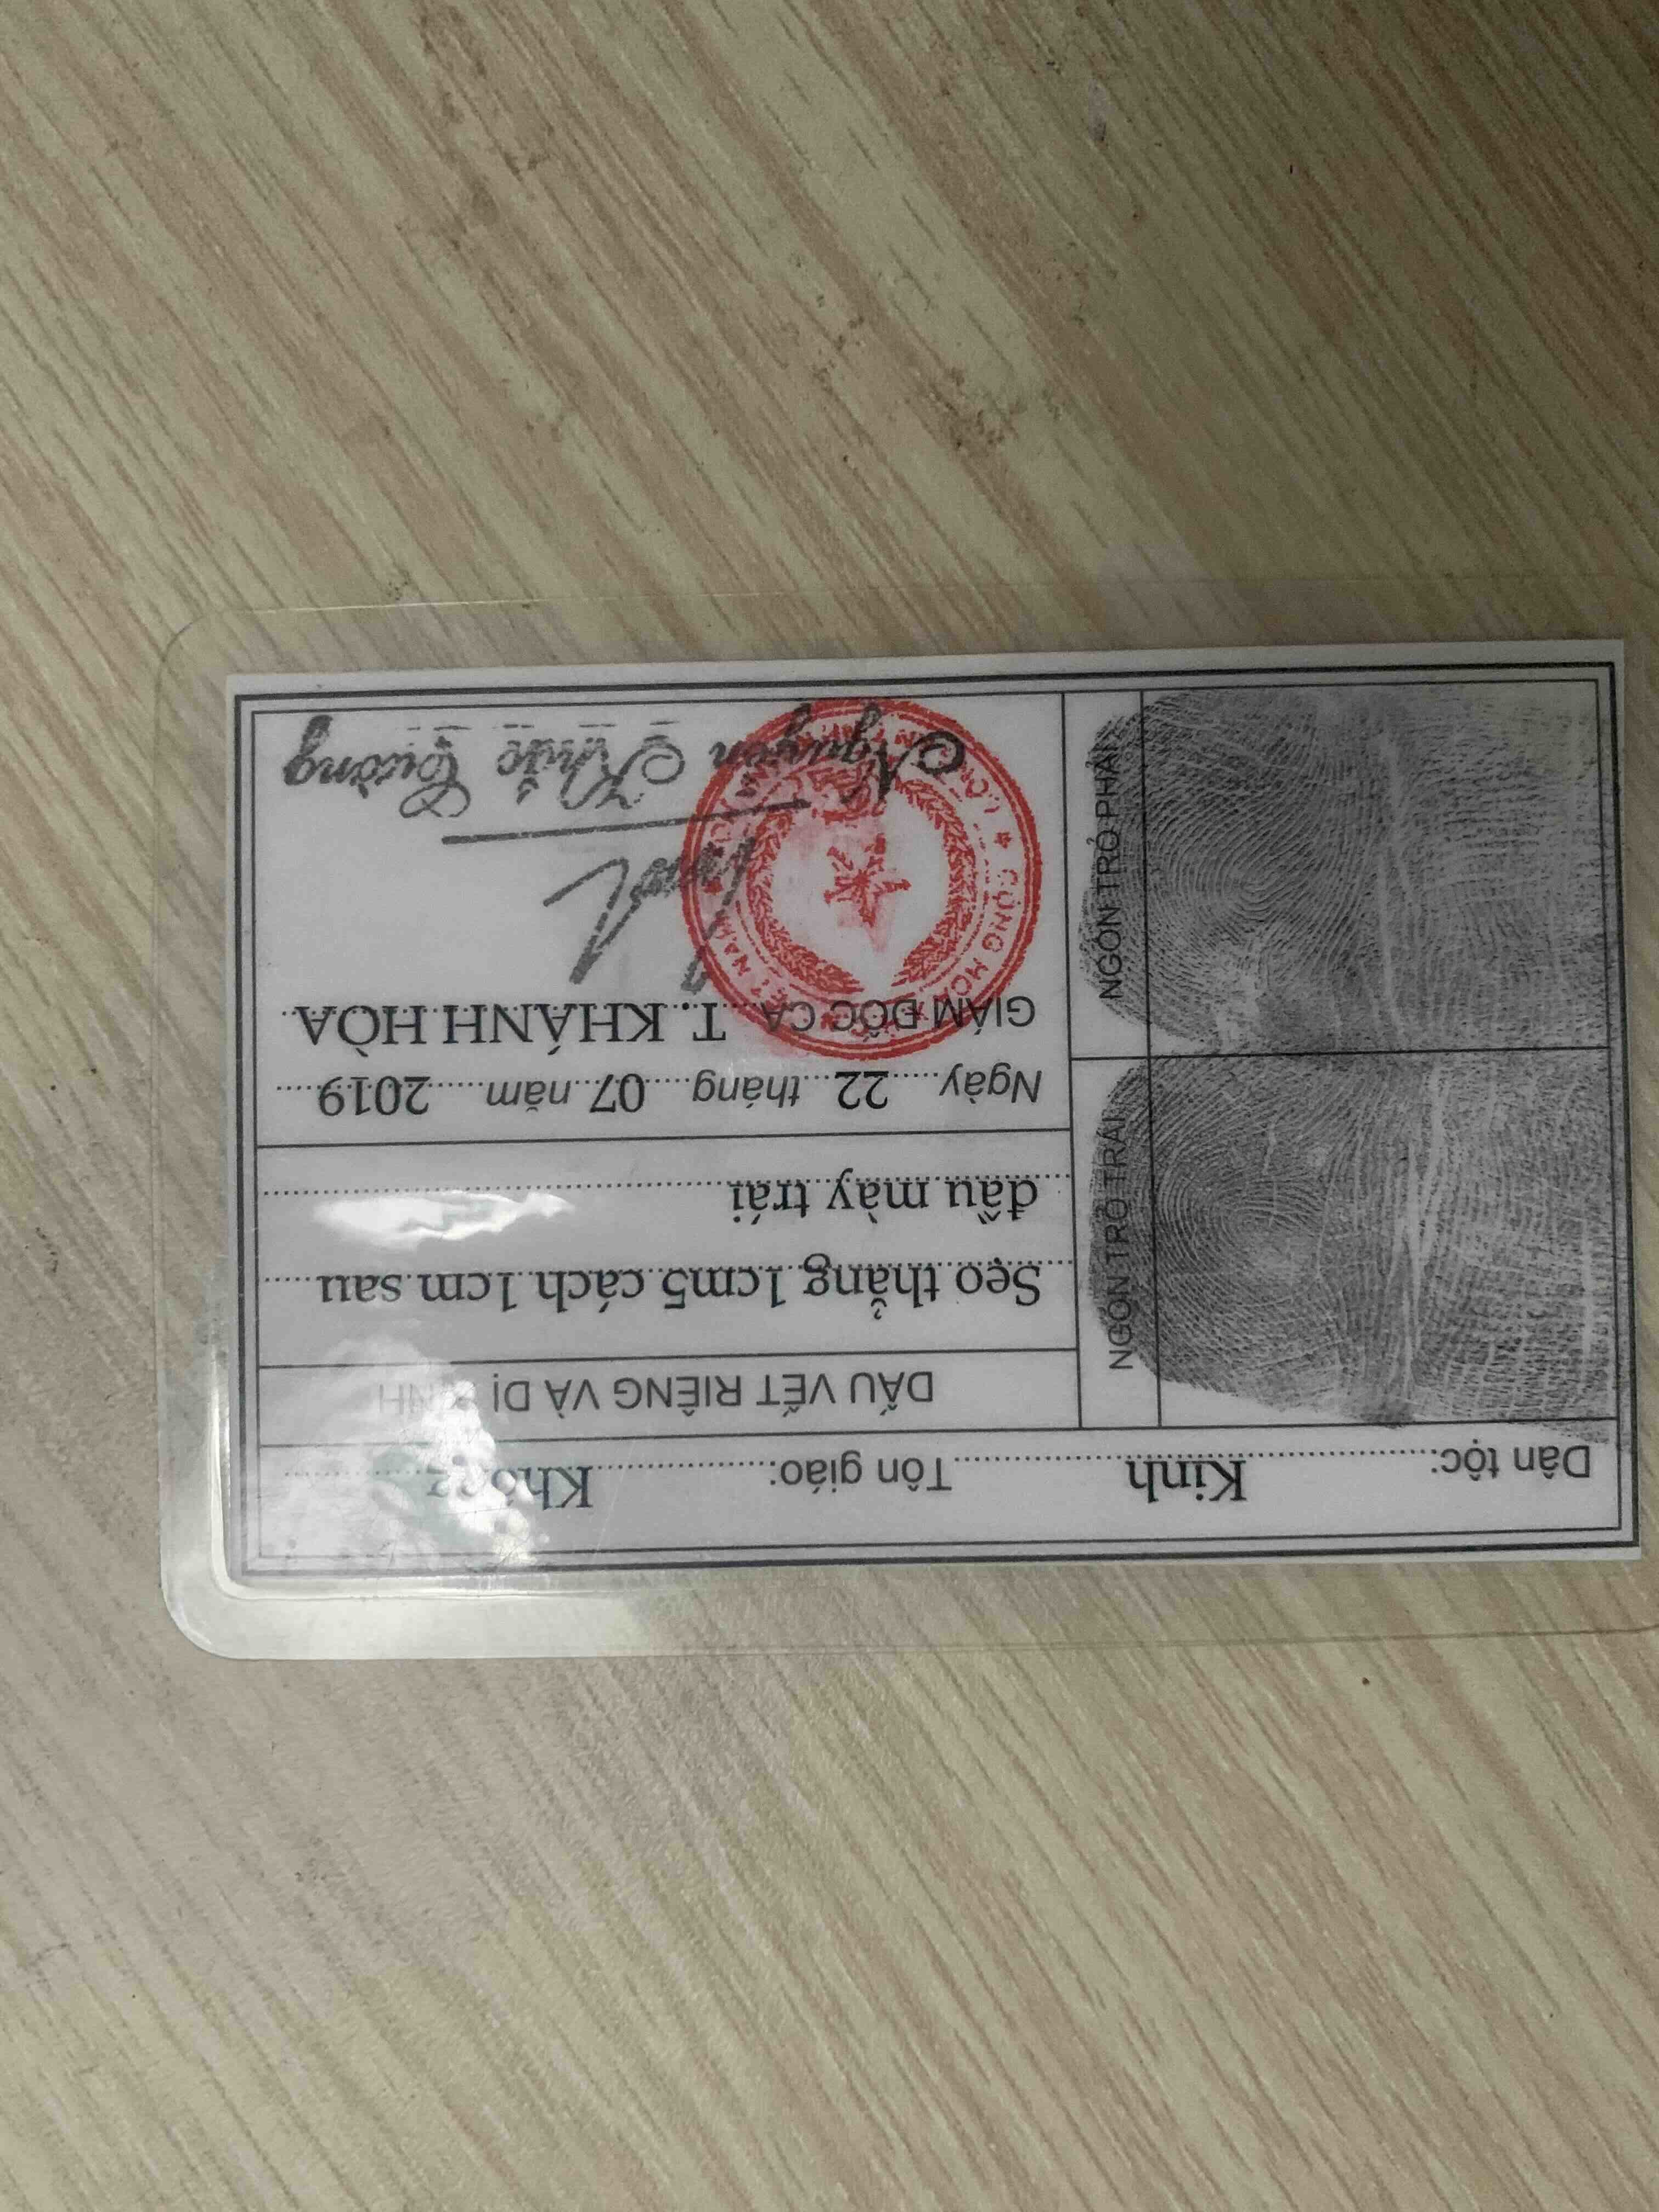 Dân tộc: Kinh Tôn giáo: Không
NGÓN TRỎ TRÁI
NGÓN TRỎ PHẢI
DẤU VẾT RIÊNG VÀ DỊ HÌNH
Sẹo thẳng 1cm5 cách 1cm sau
đầu mày trái
Ngày 22 tháng 07 năm 2019
GIÁM ĐỐC CA T. KHÁNH HÒA
Nguyễn Khắc Cường